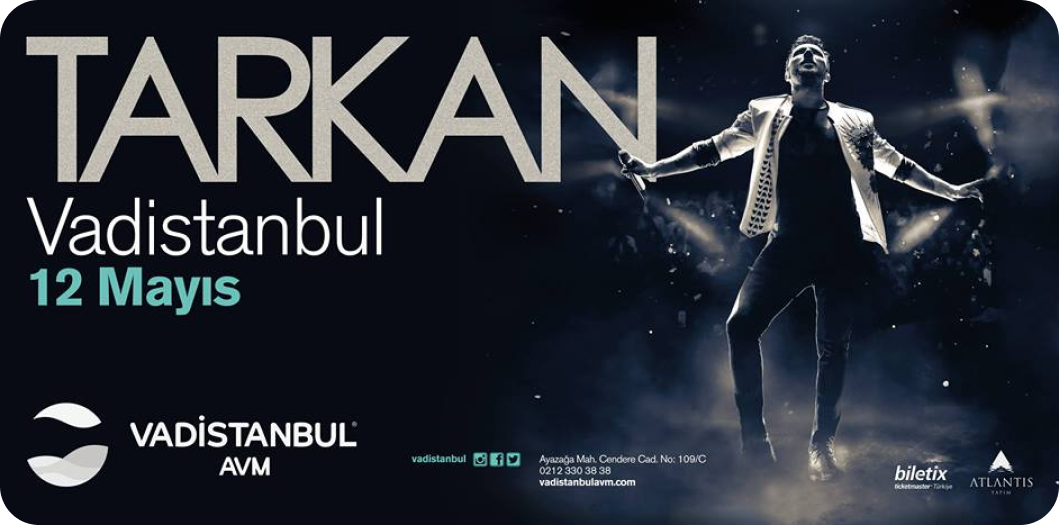 TARKAN
Vadistanbul
12 Mayıs
VADİSTANBUL®
AVM
vadistanbul
Ayazağa Mah. Cendere Cad. No: 109/C
0212 330 38 38
vadistanbulavm.com
biletix
ticketmaster Türkiye
ATLANTIS
YAPIM